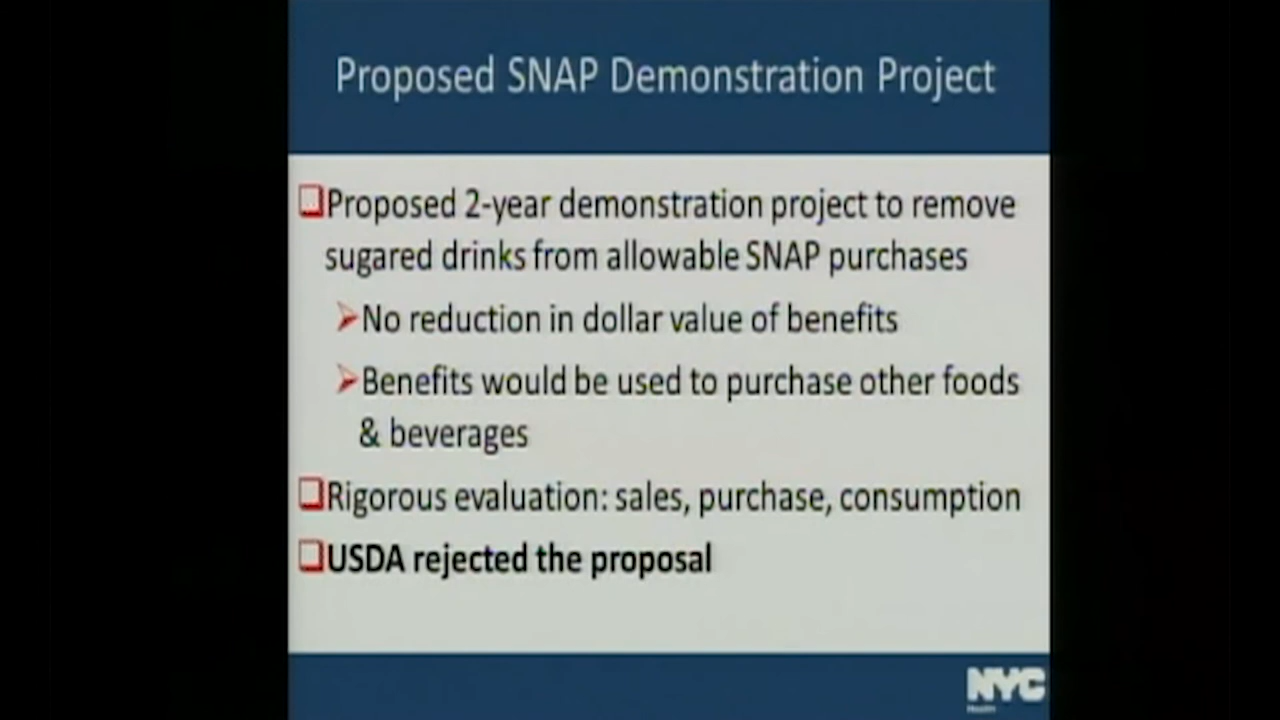 Proposed SNAP Demonstration Project
Proposed 2-year demonstration project to remove
sugared drinks from allowable SNAP purchases
No reduction in dollar value of benefits
Benefits would be used to purchase other foods
& beverages
Rigorous evaluation: sales, purchase, consumption
USDA rejected the proposal
NYC
Health